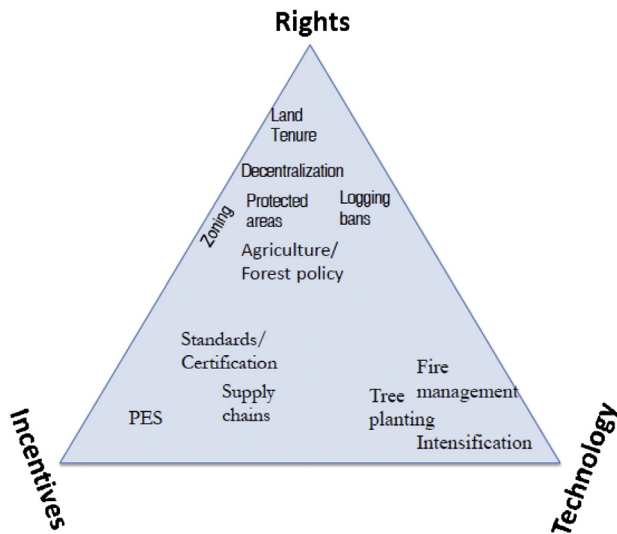 Rights
Land
Tenure
Decentralization
Protected
areas
Logging
bans
Zoning
Agriculture/
Forest policy
Standards/
Certification
Supply
chains
PES
Fire
management
Tree
planting
Intensification
Incentives
Technology